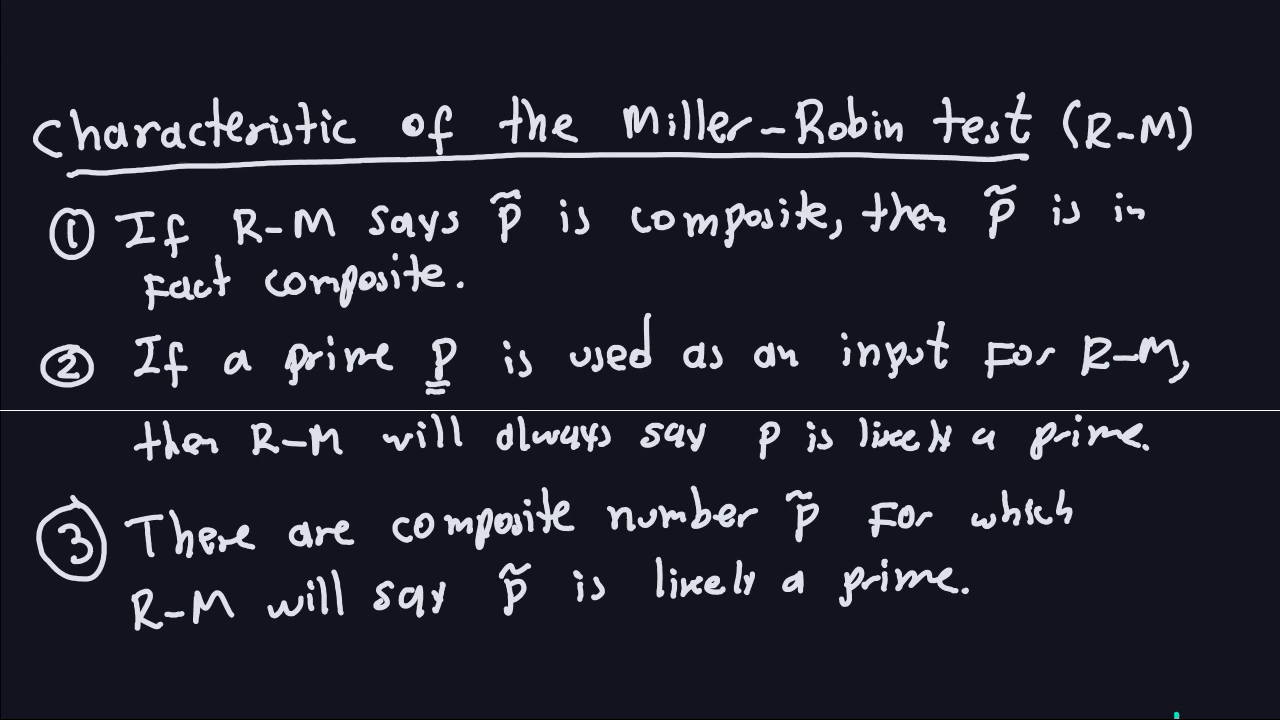 Characteristic of the Miller-Robin test (R-M)
① If R-M says p̃ is composite, then p̃ is in
fact composite.
② If a prime p is used as an input for R-M,
then R-M will always say p is likely a prime.
③ There are composite number p̃ for which
R-M will say p̃ is likely a prime.